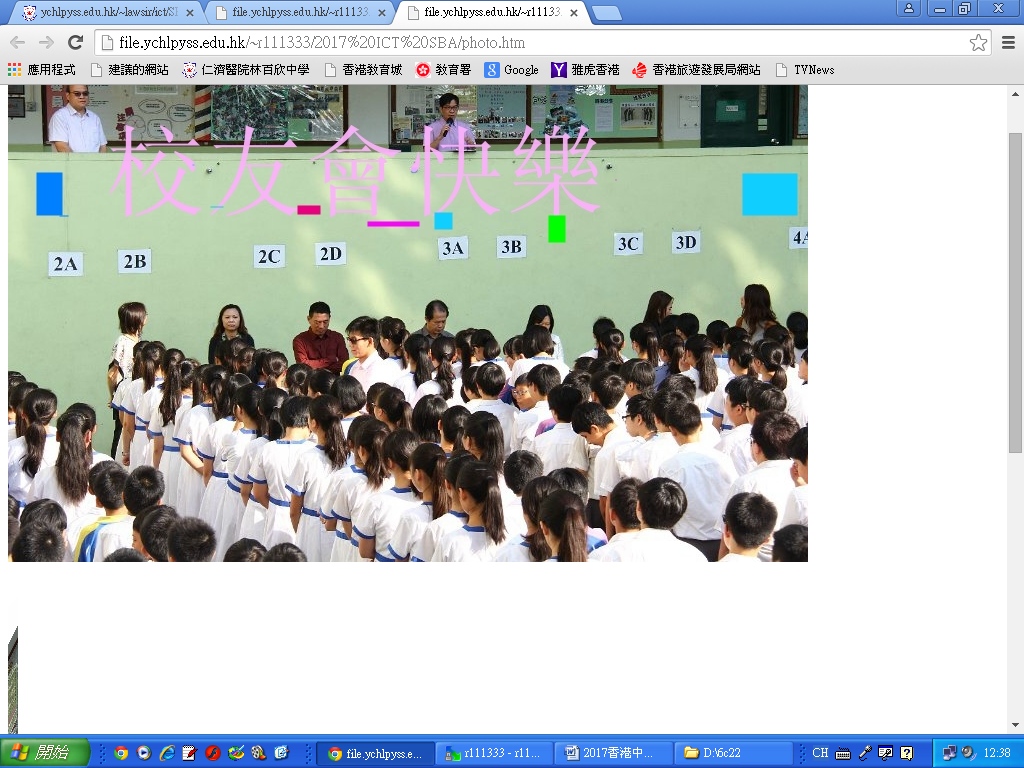 ychlpyss.edu.hk/~lawsir/ict/S
file.ychlpyss.edu.hk/~r11133
file.ychlpyss.edu.hk/~r11133
file.ychlpyss.edu.hk/~r111333/2017%20ICT%20SBA/photo.htm
應用程式 建議的網站 仁濟醫院林百欣中學 香港教育城 教育署 Google 雅虎香港 香港旅遊發展局網站 TVNews
校友會快樂
2A 2B 2C 2D 3A 3B 3C 3D 4A
開始 file.ychlpyss.e... r111333 - r11... 2017香港中... D:\6c22 CH 12:38